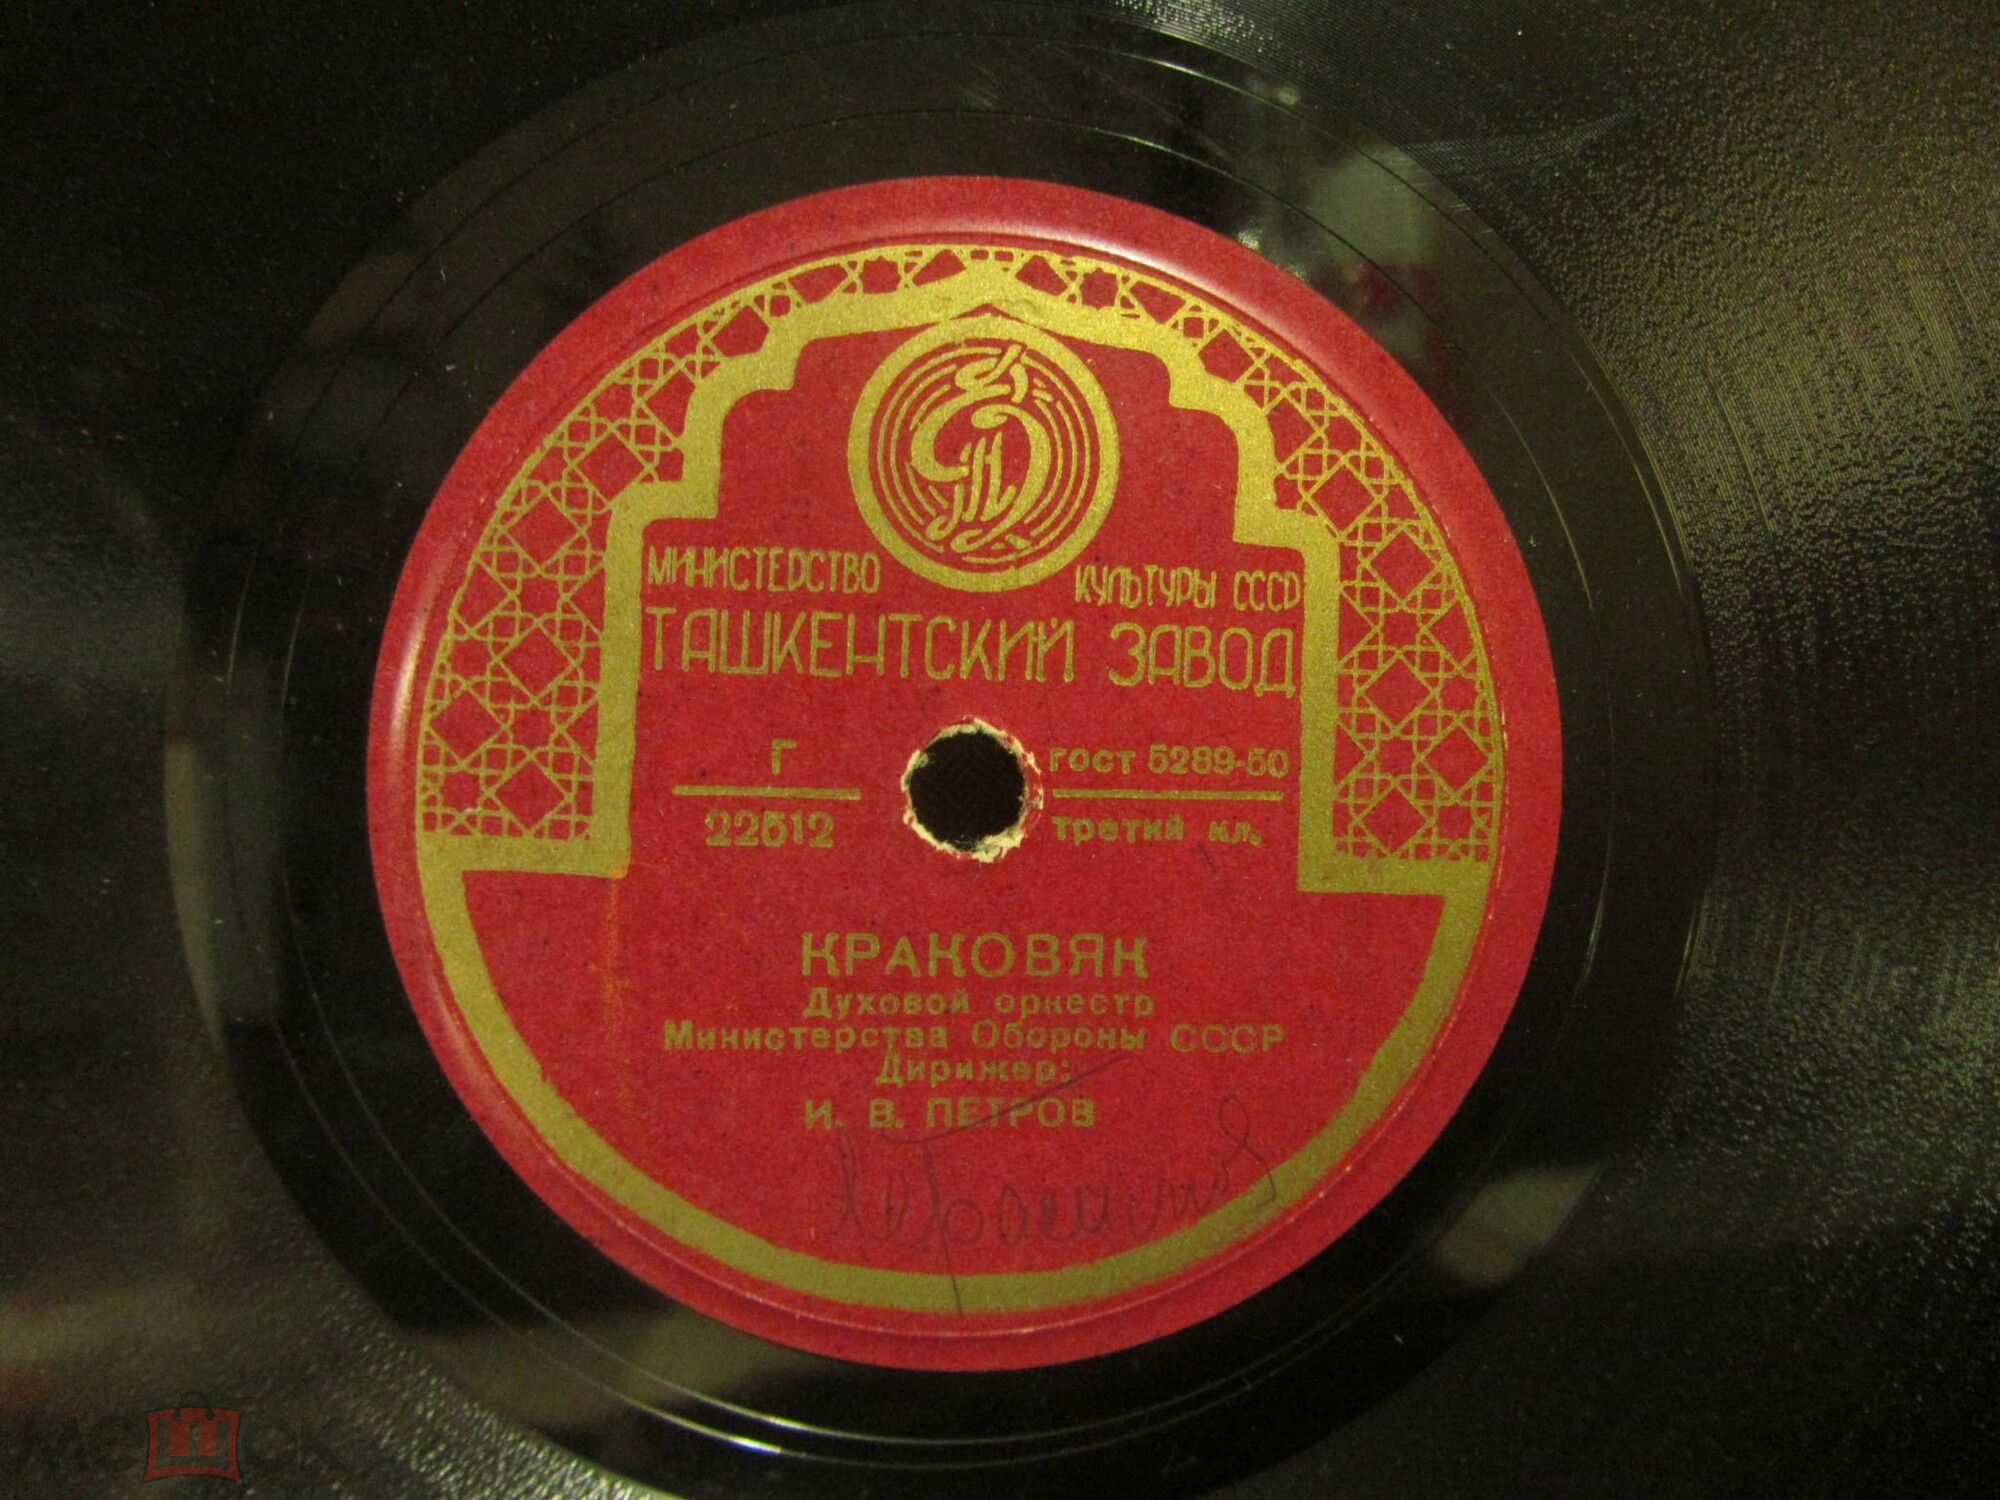 МИНИСТЕРСТВО КУЛЬТУРЫ СССР
ТАШКЕНТСКИЙ ЗАВОД
Г ГОСТ 5289-50
22512 третий кл.
КРАКОВЯК
Духовой оркестр
Министерства Обороны СССР
Дирижер:
И. В. ПЕТРОВ
мешок